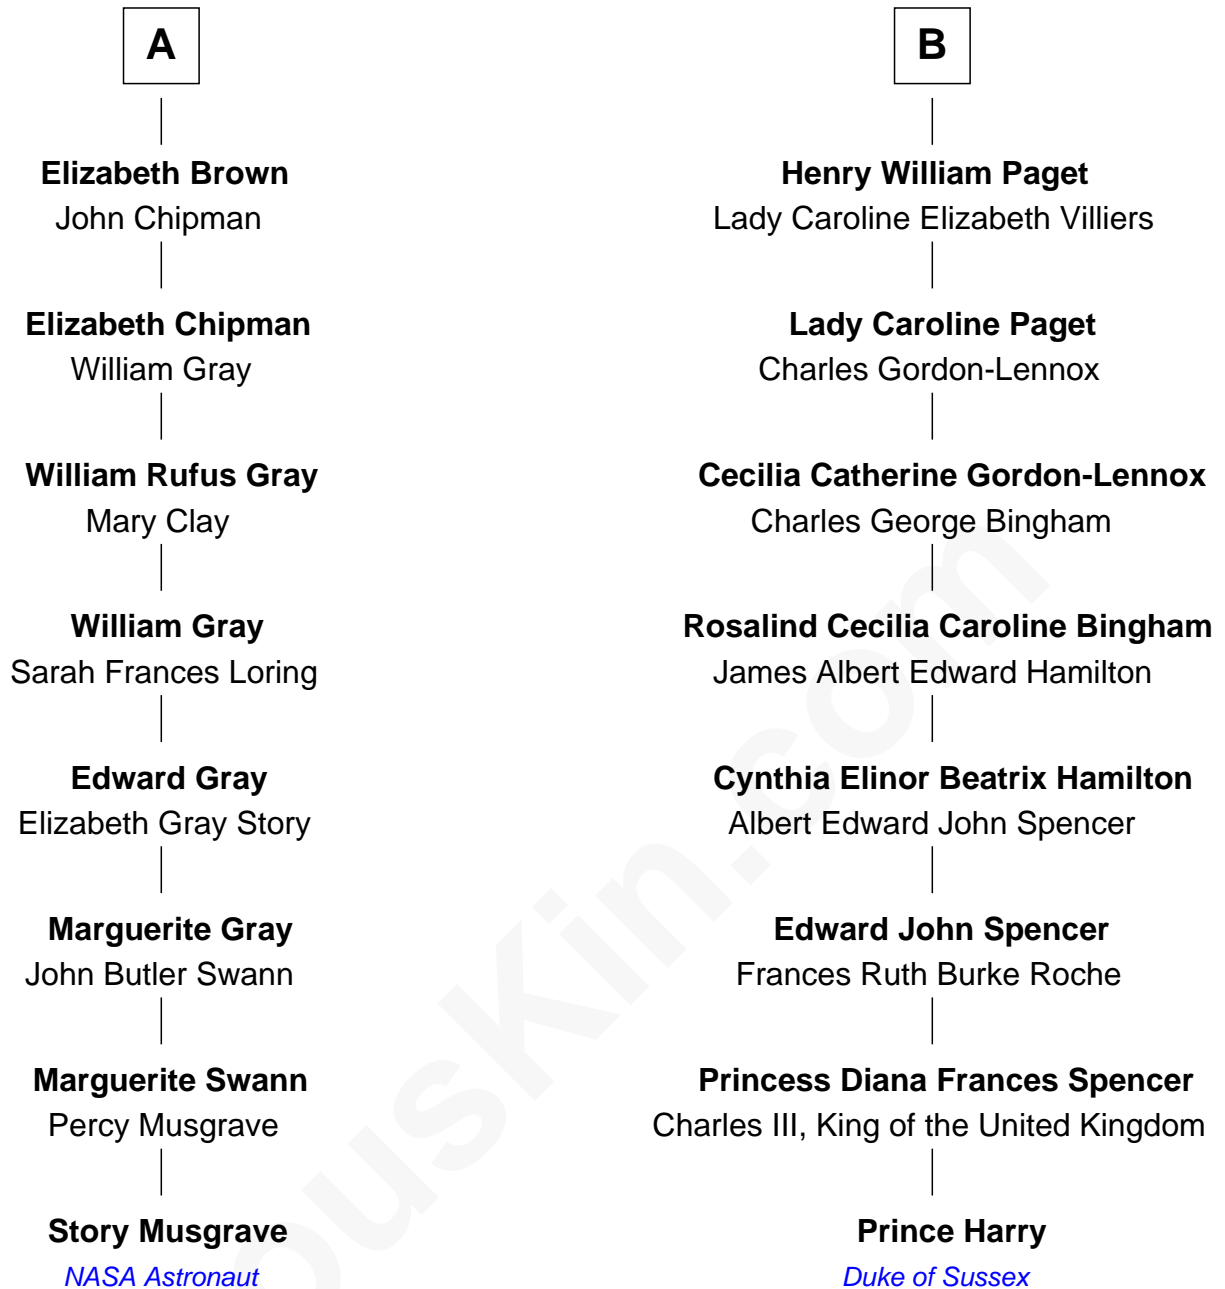 A
Elizabeth Brown
John Chipman
Elizabeth Chipman
William Gray
William Rufus Gray
Mary Clay
William Gray
Sarah Frances Loring
Edward Gray
Elizabeth Gray Story
Marguerite Gray
John Butler Swann
Marguerite Swann
Percy Musgrave
Story Musgrave
NASA Astronaut
B
Henry William Paget
Lady Caroline Elizabeth Villiers
Lady Caroline Paget
Charles Gordon-Lennox
Cecilia Catherine Gordon-Lennox
Charles George Bingham
Rosalind Cecilia Caroline Bingham
James Albert Edward Hamilton
Cynthia Elinor Beatrix Hamilton
Albert Edward John Spencer
Edward John Spencer
Frances Ruth Burke Roche
Princess Diana Frances Spencer
Charles III, King of the United Kingdom
Prince Harry
Duke of Sussex
ousKin.com